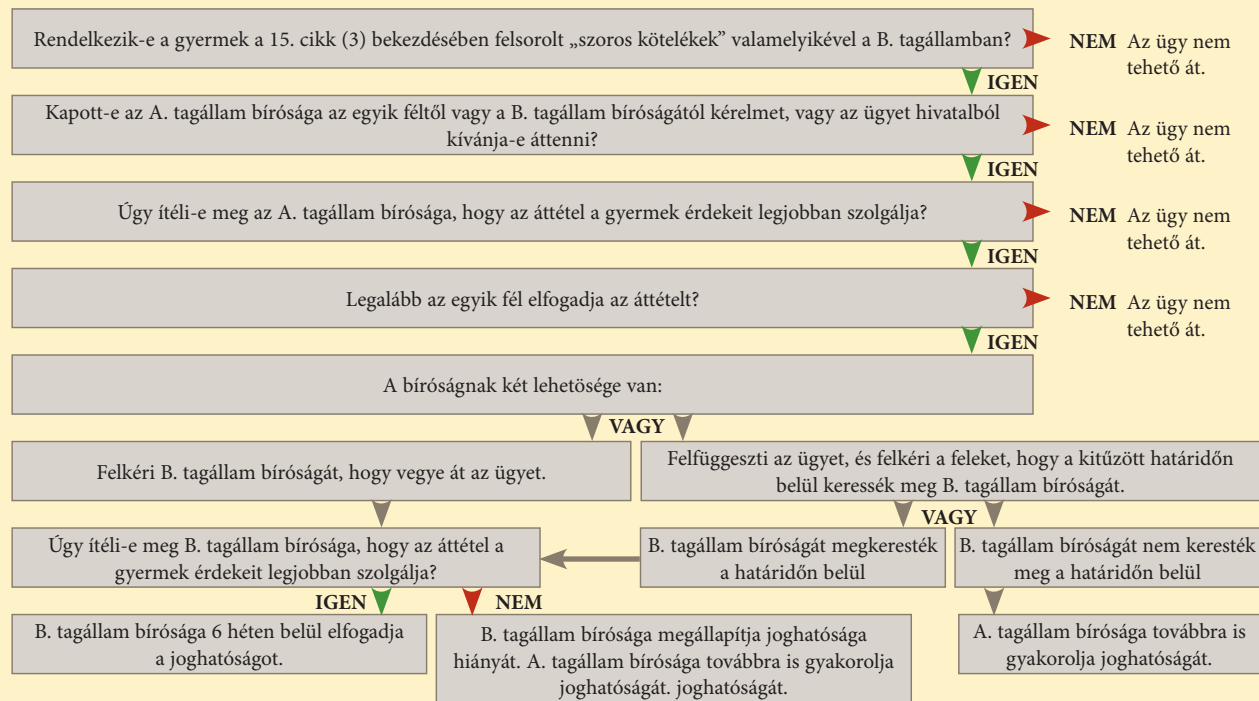 Rendelkezik-e a gyermek a 15. cikk (3) bekezdésében felsorolt „szoros kötelékek” valamelyikével a B. tagállamban?
NEM Az ügy nem
tehető át.
IGEN
Kapott-e az A. tagállam bírósága az egyik féltől vagy a B. tagállam bíróságától kérelmet, vagy az ügyet hivatalból
kívánja-e áttenni?
NEM Az ügy nem
tehető át.
IGEN
Úgy ítéli-e meg az A. tagállam bírósága, hogy az áttétel a gyermek érdekeit legjobban szolgálja?
NEM Az ügy nem
tehető át.
IGEN
Legalább az egyik fél elfogadja az áttételt?
NEM Az ügy nem
tehető át.
IGEN
A bíróságnak két lehetösége van:
VAGY
Felkéri B. tagállam bíróságát, hogy vegye át az ügyet.
Felfüggeszti az ügyet, és felkéri a feleket, hogy a kitűzött határidőn
belül keressék meg B. tagállam bíróságát.
VAGY
Úgy ítéli-e meg B. tagállam bírósága, hogy az áttétel a
gyermek érdekeit legjobban szolgálja?
B. tagállam bíróságát megkeresték
a határidőn belül
B. tagállam bíróságát nem keresték
meg a határidőn belül
IGEN
NEM
B. tagállam bírósága 6 héten belül elfogadja
a joghatóságot.
B. tagállam bírósága megállapítja joghatósága
hiányát. A. tagállam bírósága továbbra is gyakorolja
joghatóságát. joghatóságát.
A. tagállam bírósága továbbra is
gyakorolja joghatóságát.